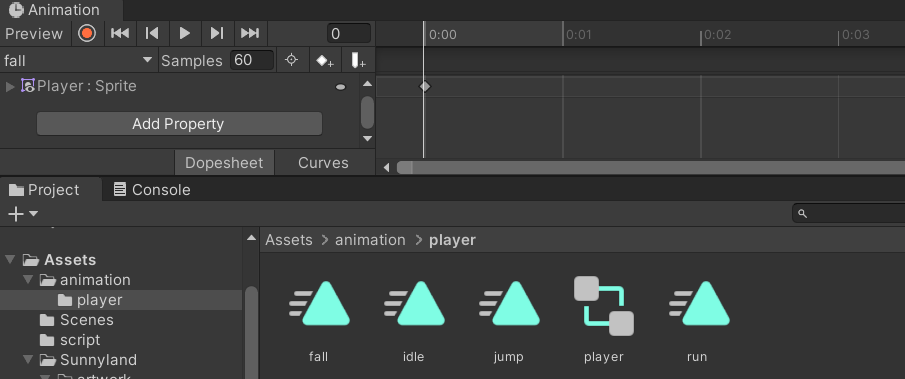 Animation
Preview 0 0:00 0:01 0:02 0:03
fall Samples 60
Player : Sprite
Add Property
Dopesheet Curves
Project Console
Assets > animation > player
Assets
animation
player
Scenes
script
Sunnyland
fall idle jump player run